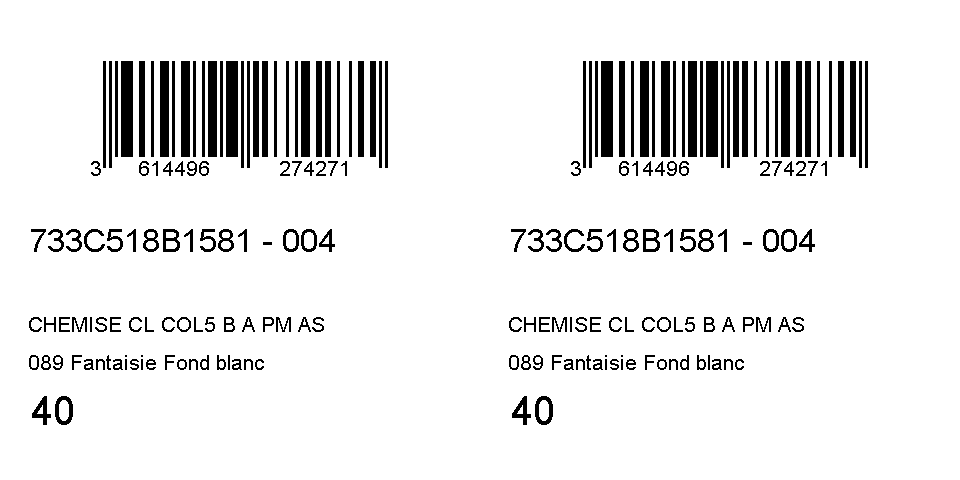 3 614496 274271
733C518B1581 - 004
CHEMISE CL COL5 B A PM AS
089 Fantaisie Fond blanc
40
3 614496 274271
733C518B1581 - 004
CHEMISE CL COL5 B A PM AS
089 Fantaisie Fond blanc
40